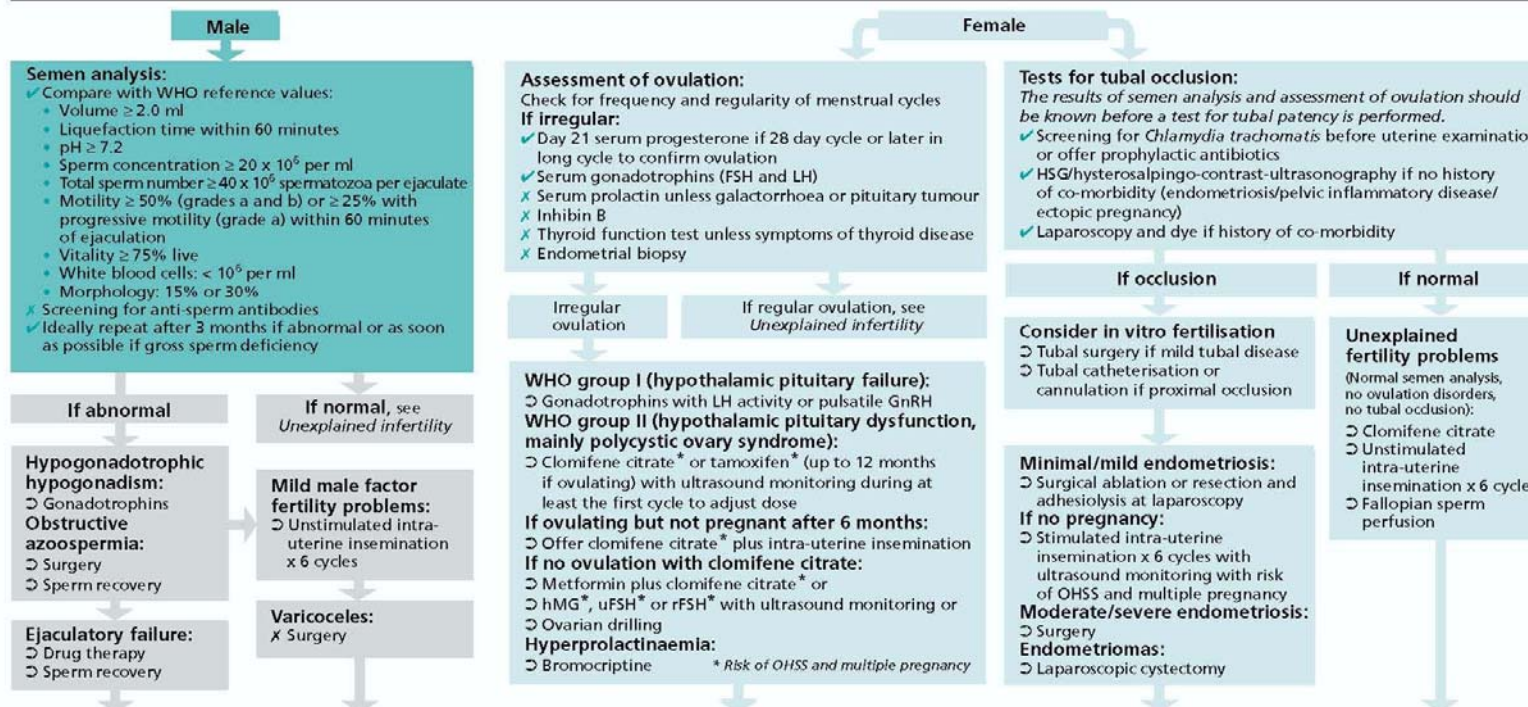 Male
Semen analysis:
✓ Compare with WHO reference values:
• Volume ≥ 2.0 ml
• Liquefaction time within 60 minutes
• pH ≥ 7.2
• Sperm concentration ≥ 20 x 10⁶ per ml
• Total sperm number ≥ 40 x 10⁶ spermatozoa per ejaculate
• Motility ≥ 50% (grades a and b) or ≥ 25% with
progressive motility (grade a) within 60 minutes
of ejaculation
• Vitality ≥ 75% live
• White blood cells: < 10⁶ per ml
• Morphology: 15% or 30%
✗ Screening for anti-sperm antibodies
✓ Ideally repeat after 3 months if abnormal or as soon
as possible if gross sperm deficiency
If abnormal
If normal, see
Unexplained infertility
Hypogonadotrophic
hypogonadism:
➲ Gonadotrophins
Obstructive
azoospermia:
➲ Surgery
➲ Sperm recovery
Mild male factor
fertility problems:
➲ Unstimulated intra-
uterine insemination
x 6 cycles
Ejaculatory failure:
➲ Drug therapy
➲ Sperm recovery
Varicoceles:
✗ Surgery
Female
Assessment of ovulation:
Check for frequency and regularity of menstrual cycles
If irregular:
✓ Day 21 serum progesterone if 28 day cycle or later in
long cycle to confirm ovulation
✓ Serum gonadotrophins (FSH and LH)
✗ Serum prolactin unless galactorrhoea or pituitary tumour
✗ Inhibin B
✗ Thyroid function test unless symptoms of thyroid disease
✗ Endometrial biopsy
Irregular
ovulation
If regular ovulation, see
Unexplained infertility
WHO group I (hypothalamic pituitary failure):
➲ Gonadotrophins with LH activity or pulsatile GnRH
WHO group II (hypothalamic pituitary dysfunction,
mainly polycystic ovary syndrome):
➲ Clomifene citrate* or tamoxifen* (up to 12 months
if ovulating) with ultrasound monitoring during at
least the first cycle to adjust dose
If ovulating but not pregnant after 6 months:
➲ Offer clomifene citrate* plus intra-uterine insemination
If no ovulation with clomifene citrate:
➲ Metformin plus clomifene citrate* or
➲ hMG*, uFSH* or rFSH* with ultrasound monitoring or
➲ Ovarian drilling
Hyperprolactinaemia:
➲ Bromocriptine * Risk of OHSS and multiple pregnancy
Tests for tubal occlusion:
The results of semen analysis and assessment of ovulation should
be known before a test for tubal patency is performed.
✓ Screening for Chlamydia trachomatis before uterine examinatio
or offer prophylactic antibiotics
✓ HSG/hysterosalpingo-contrast-ultrasonography if no history
of co-morbidity (endometriosis/pelvic inflammatory disease/
ectopic pregnancy)
✓ Laparoscopy and dye if history of co-morbidity
If occlusion
Consider in vitro fertilisation
➲ Tubal surgery if mild tubal disease
➲ Tubal catheterisation or
cannulation if proximal occlusion
Minimal/mild endometriosis:
➲ Surgical ablation or resection and
adhesiolysis at laparoscopy
If no pregnancy:
➲ Stimulated intra-uterine
insemination x 6 cycles with
ultrasound monitoring with risk
of OHSS and multiple pregnancy
Moderate/severe endometriosis:
➲ Surgery
Endometriomas:
➲ Laparoscopic cystectomy
If normal
Unexplained
fertility problems
(Normal semen analysis,
no ovulation disorders,
no tubal occlusion):
➲ Clomifene citrate
➲ Unstimulated
intra-uterine
insemination x 6 cycle
➲ Fallopian sperm
perfusion